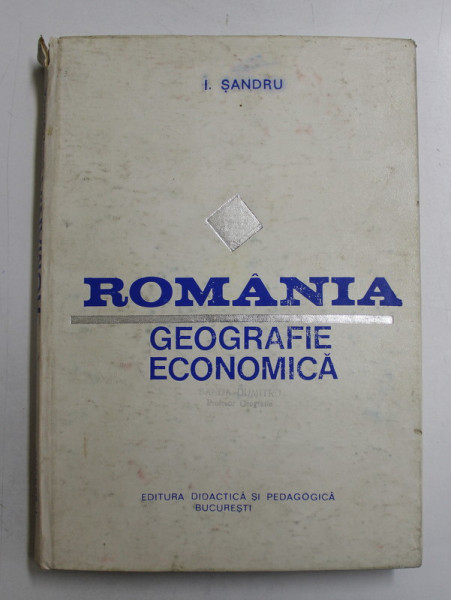 I. ȘANDRU
ROMÂNIA
GEOGRAFIE
ECONOMICĂ
EDITURA DIDACTICĂ ȘI PEDAGOGICĂ
BUCUREȘTI